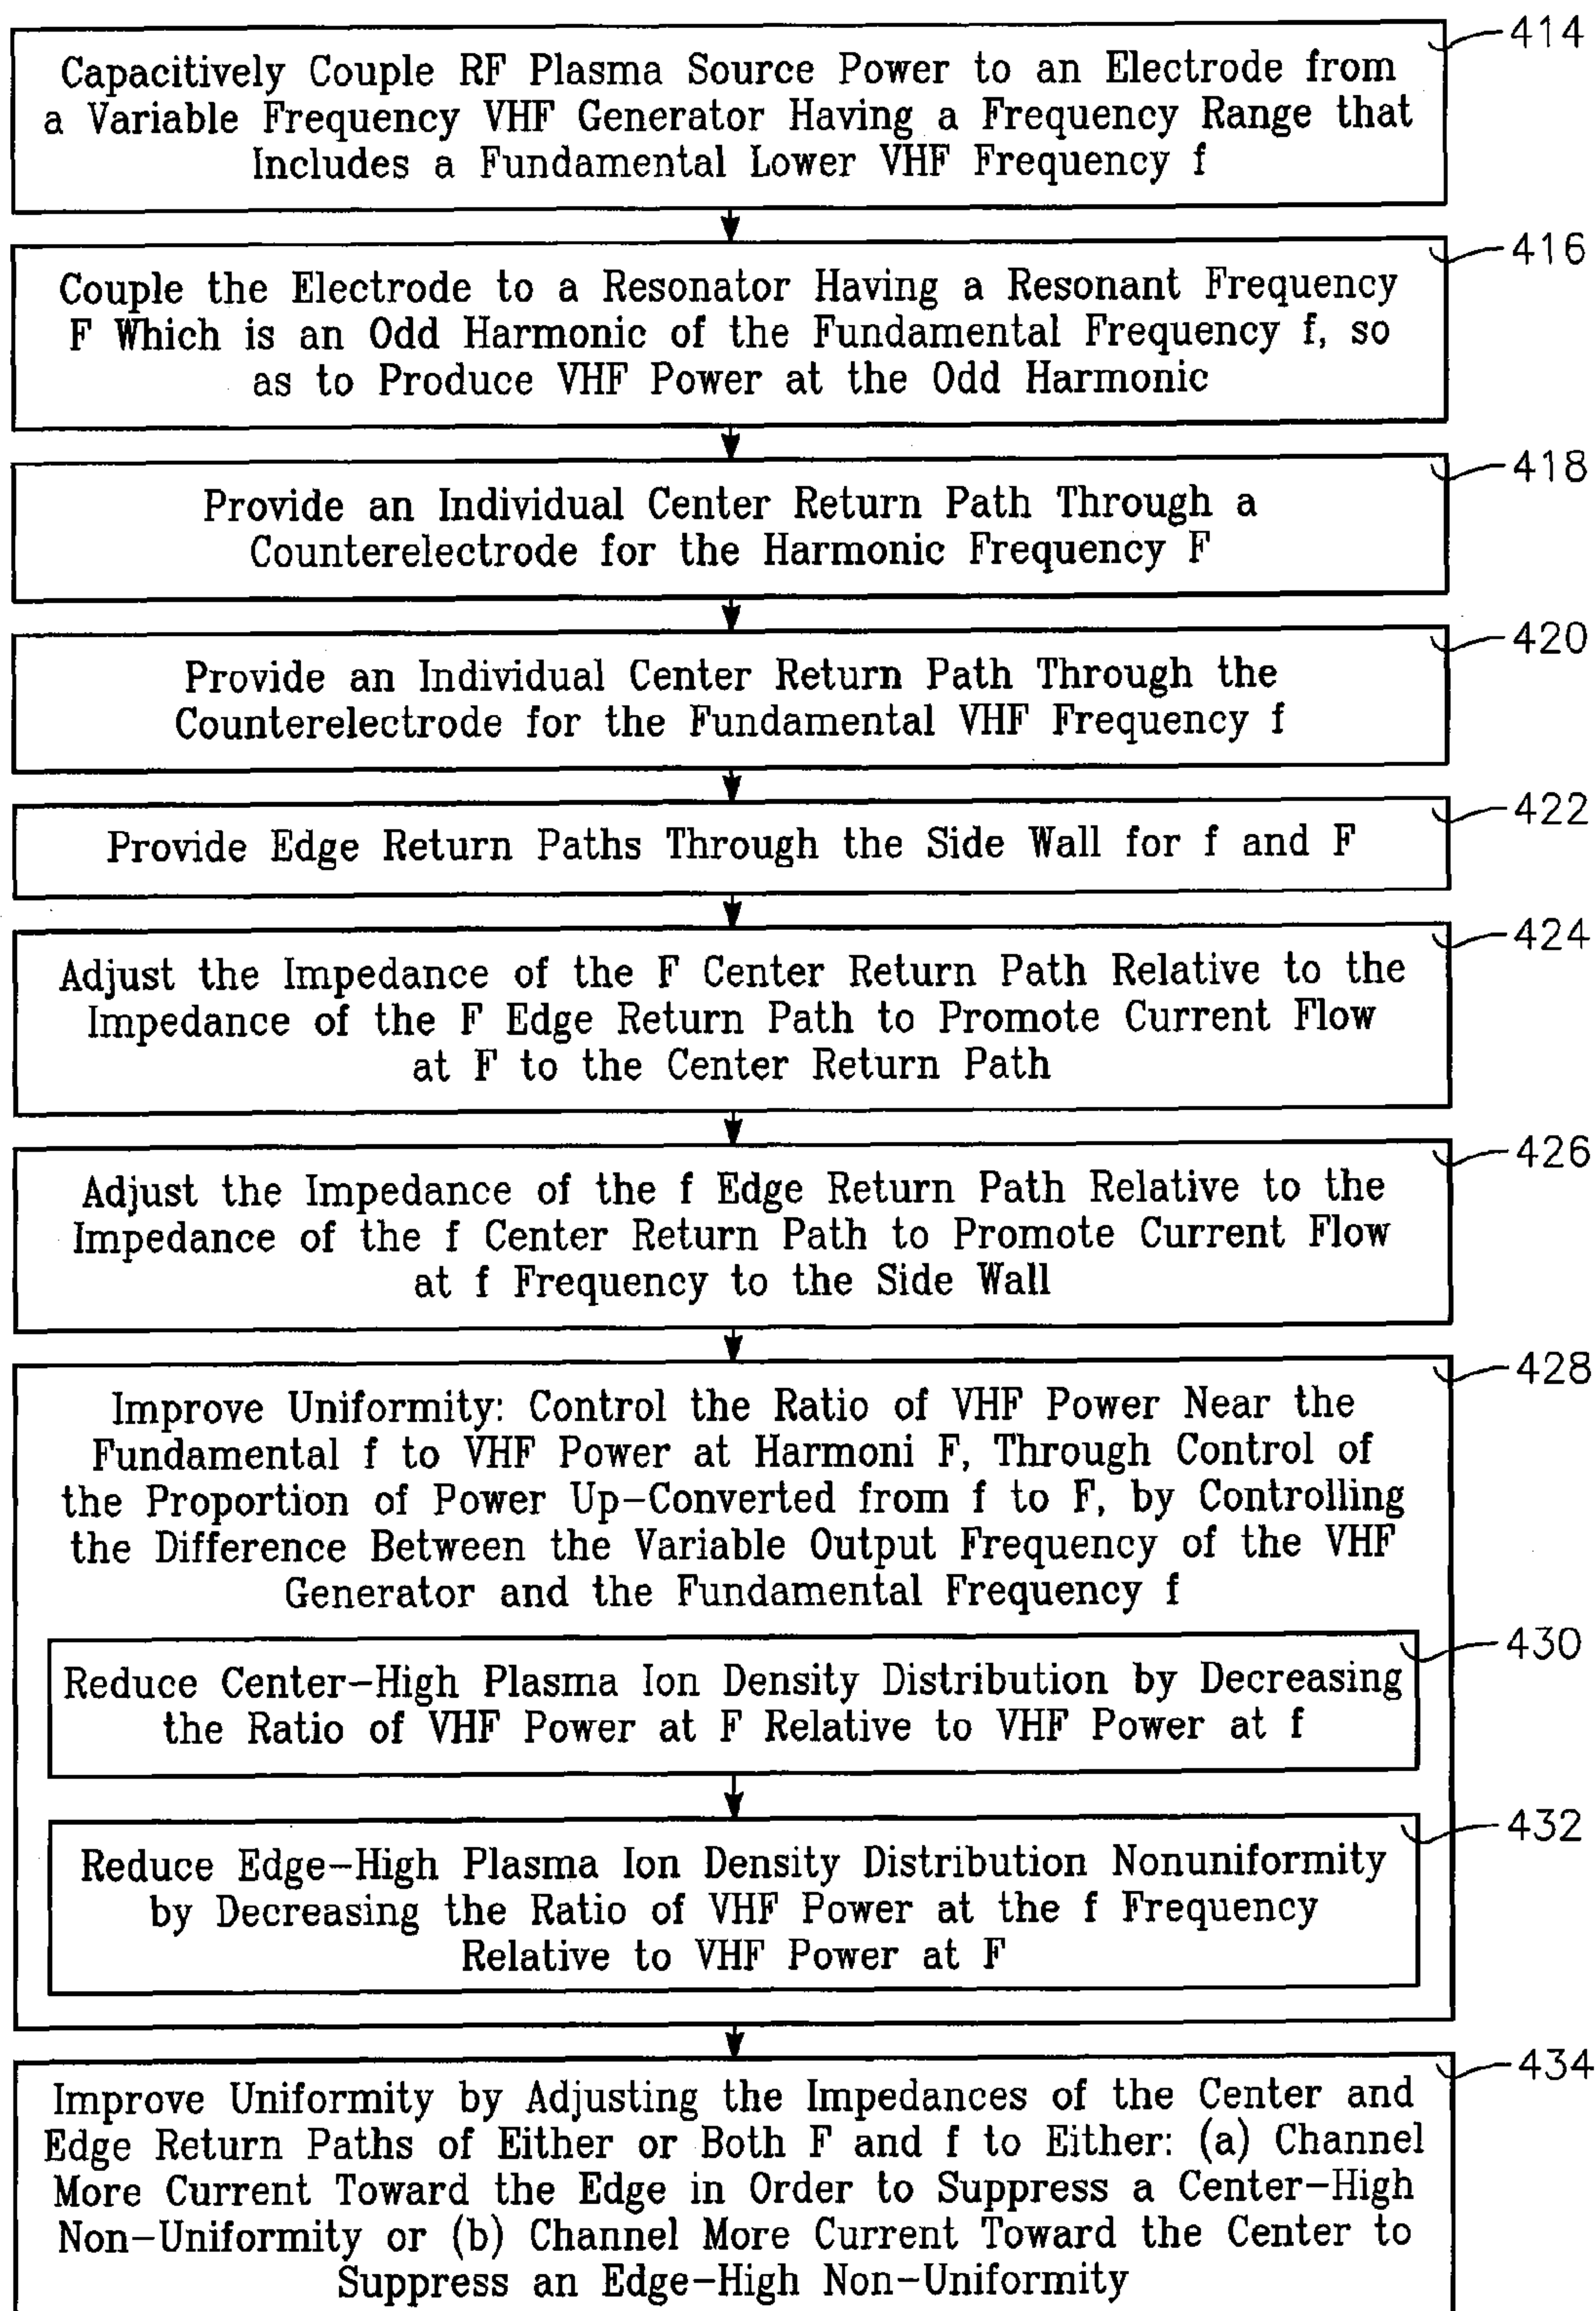 414
Capacitively Couple RF Plasma Source Power to an Electrode from
a Variable Frequency VHF Generator Having a Frequency Range that
Includes a Fundamental Lower VHF Frequency f
416
Couple the Electrode to a Resonator Having a Resonant Frequency
F Which is an Odd Harmonic of the Fundamental Frequency f, so
as to Produce VHF Power at the Odd Harmonic
418
Provide an Individual Center Return Path Through a
Counterelectrode for the Harmonic Frequency F
420
Provide an Individual Center Return Path Through the
Counterelectrode for the Fundamental VHF Frequency f
422
Provide Edge Return Paths Through the Side Wall for f and F
424
Adjust the Impedance of the F Center Return Path Relative to the
Impedance of the F Edge Return Path to Promote Current Flow
at F to the Center Return Path
426
Adjust the Impedance of the f Edge Return Path Relative to the
Impedance of the f Center Return Path to Promote Current Flow
at f Frequency to the Side Wall
428
Improve Uniformity: Control the Ratio of VHF Power Near the
Fundamental f to VHF Power at Harmoni F, Through Control of
the Proportion of Power Up-Converted from f to F, by Controlling
the Difference Between the Variable Output Frequency of the VHF
Generator and the Fundamental Frequency f
430
Reduce Center-High Plasma Ion Density Distribution by Decreasing
the Ratio of VHF Power at F Relative to VHF Power at f
432
Reduce Edge-High Plasma Ion Density Distribution Nonuniformity
by Decreasing the Ratio of VHF Power at the f Frequency
Relative to VHF Power at F
434
Improve Uniformity by Adjusting the Impedances of the Center and
Edge Return Paths of Either or Both F and f to Either: (a) Channel
More Current Toward the Edge in Order to Suppress a Center-High
Non-Uniformity or (b) Channel More Current Toward the Center to
Suppress an Edge-High Non-Uniformity